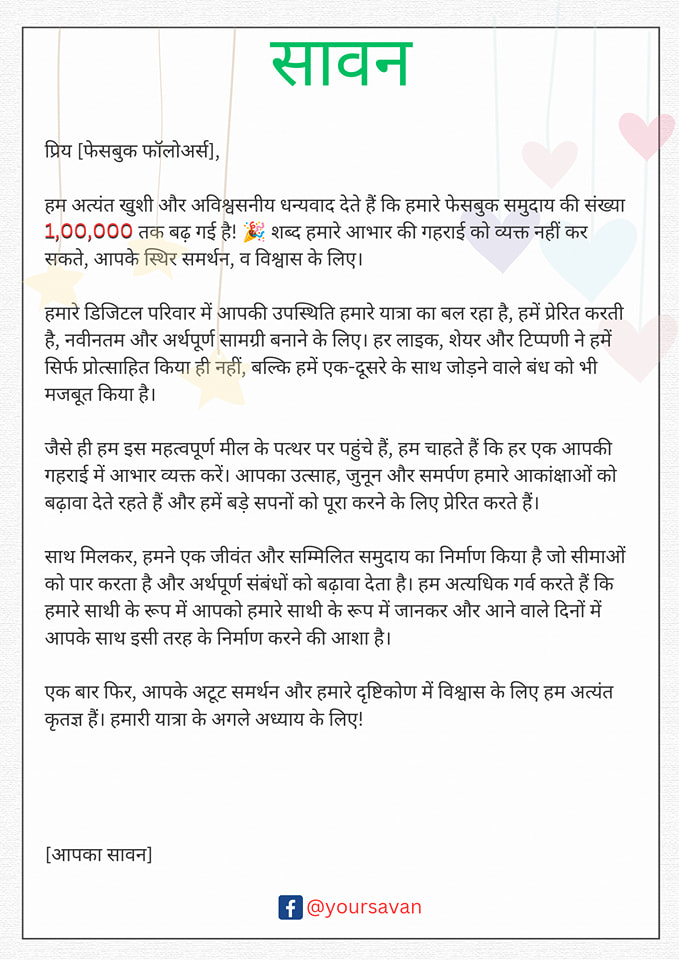 सावन
प्रिय [फेसबुक फॉलोअर्स],
हम अत्यंत खुशी और अविश्वसनीय धन्यवाद देते हैं कि हमारे फेसबुक समुदाय की संख्या
1,00,000 तक बढ़ गई है! 🎉 शब्द हमारे आभार की गहराई को व्यक्त नहीं कर
सकते, आपके स्थिर समर्थन, व विश्वास के लिए।
हमारे डिजिटल परिवार में आपकी उपस्थिति हमारे यात्रा का बल रहा है, हमें प्रेरित करती
है, नवीनतम और अर्थपूर्ण सामग्री बनाने के लिए। हर लाइक, शेयर और टिप्पणी ने हमें
सिर्फ प्रोत्साहित किया ही नहीं, बल्कि हमें एक-दूसरे के साथ जोड़ने वाले बंध को भी
मजबूत किया है।
जैसे ही हम इस महत्वपूर्ण मील के पत्थर पर पहुंचे हैं, हम चाहते हैं कि हर एक आपकी
गहराई में आभार व्यक्त करें। आपका उत्साह, जुनून और समर्पण हमारे आकांक्षाओं को
बढ़ावा देते रहते हैं और हमें बड़े सपनों को पूरा करने के लिए प्रेरित करते हैं।
साथ मिलकर, हमने एक जीवंत और सम्मिलित समुदाय का निर्माण किया है जो सीमाओं
को पार करता है और अर्थपूर्ण संबंधों को बढ़ावा देता है। हम अत्यधिक गर्व करते हैं कि
हमारे साथी के रूप में आपको हमारे साथी के रूप में जानकर और आने वाले दिनों में
आपके साथ इसी तरह के निर्माण करने की आशा है।
एक बार फिर, आपके अटूट समर्थन और हमारे दृष्टिकोण में विश्वास के लिए हम अत्यंत
कृतज्ञ हैं। हमारी यात्रा के अगले अध्याय के लिए!
[आपका सावन]
@yoursavan